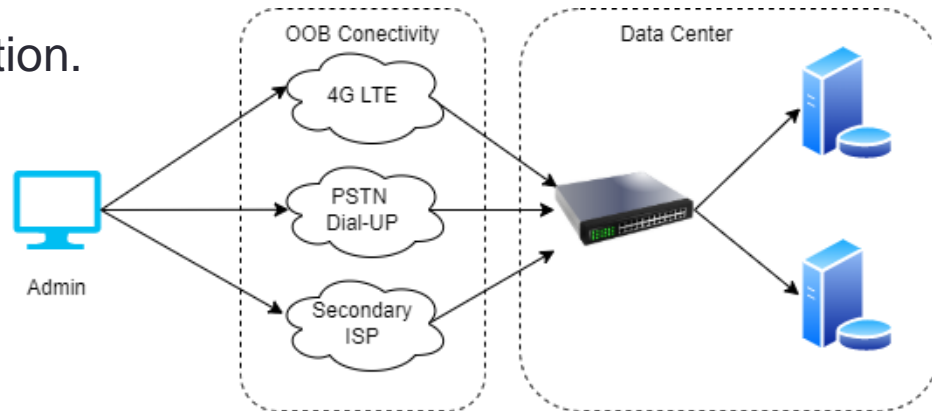 tion.
OOB Conectivity
Data Center
4G LTE
PSTN
Dial-UP
Admin
Secondary
ISP